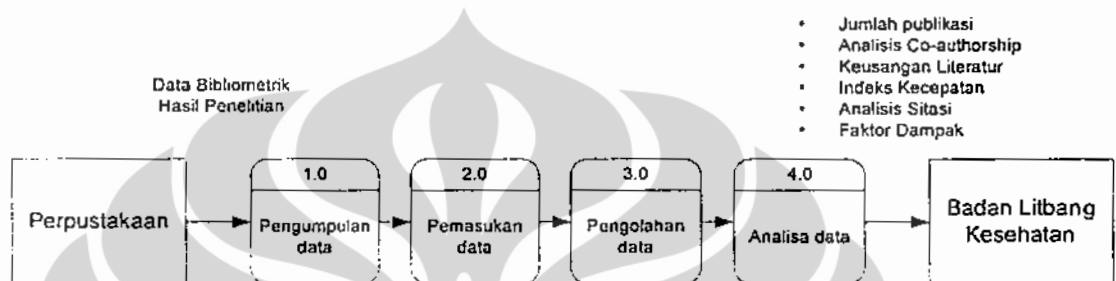 • Jumlah publikasi
• Analisis Co-authorship
• Keusangan Literatur
• Indeks Kecepatan
• Analisis Sitasi
• Faktor Dampak
Data Bibliometrik
Hasil Penelitian
Perpustakaan
1.0
Pengumpulan
data
2.0
Pemasukan
data
3.0
Pengolahan
data
4.0
Analisa data
Badan Litbang
Kesehatan